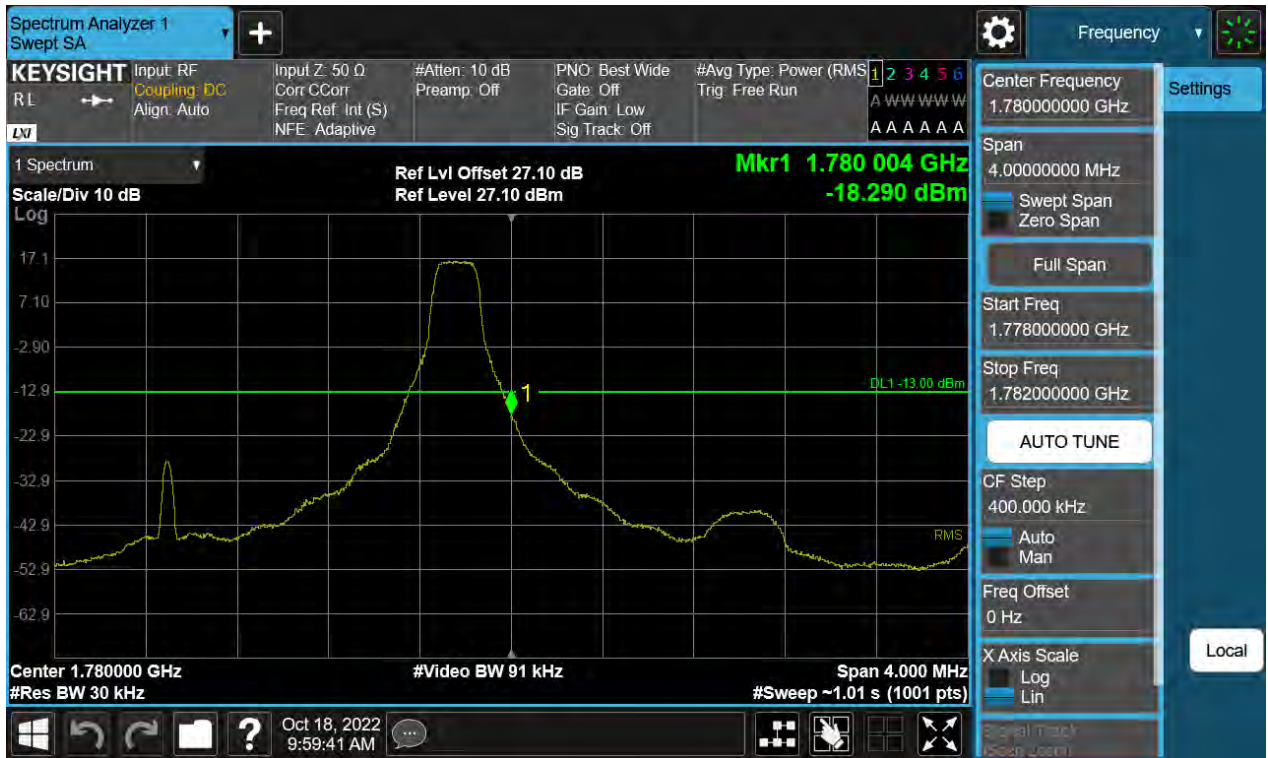 Spectrum Analyzer 1
Swept SA
Frequency
KEYSIGHT
R L
LXI
Input: RF
Coupling: DC
Align: Auto
Input Z: 50 Ω
Corr CCorr
Freq Ref: Int (S)
NFE: Adaptive
#Atten: 10 dB
Preamp: Off
PNO: Best Wide
Gate: Off
IF Gain: Low
Sig Track: Off
#Avg Type: Power (RMS
Trig: Free Run
1 2 3 4 5 6
A W W W W W
A A A A A A
1 Spectrum
Scale/Div 10 dB
Ref Lvl Offset 27.10 dB
Ref Level 27.10 dBm
Mkr1 1.780 004 GHz
-18.290 dBm
Log
17.1
7.10
-2.90
-12.9
-22.9
-32.9
-42.9
-52.9
-62.9
1
DL1 -13.00 dBm
RMS
Center 1.780000 GHz
#Res BW 30 kHz
#Video BW 91 kHz
Span 4.000 MHz
#Sweep ~1.01 s (1001 pts)
Center Frequency
1.780000000 GHz
Span
4.00000000 MHz
Swept Span
Zero Span
Full Span
Start Freq
1.778000000 GHz
Stop Freq
1.782000000 GHz
AUTO TUNE
CF Step
400.000 kHz
Auto
Man
Freq Offset
0 Hz
X Axis Scale
Log
Lin
Signal Track
(Span Zoom)
Settings
Local
?
Oct 18, 2022
9:59:41 AM